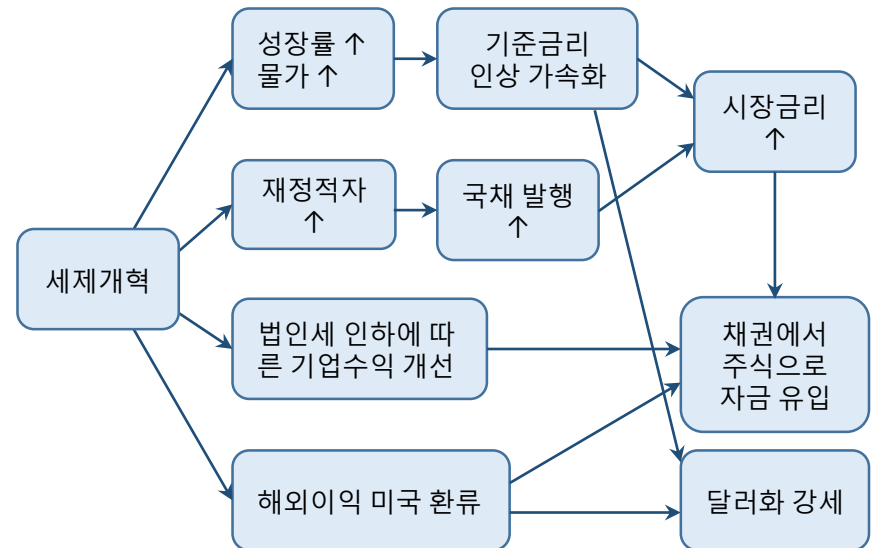 성장률 ↑
물가 ↑
기준금리
인상 가속화
시장금리
↑
재정적자
↑
국채 발행
↑
세제개혁
법인세 인하에 따
른 기업수익 개선
채권에서
주식으로
자금 유입
해외이익 미국 환류
달러화 강세